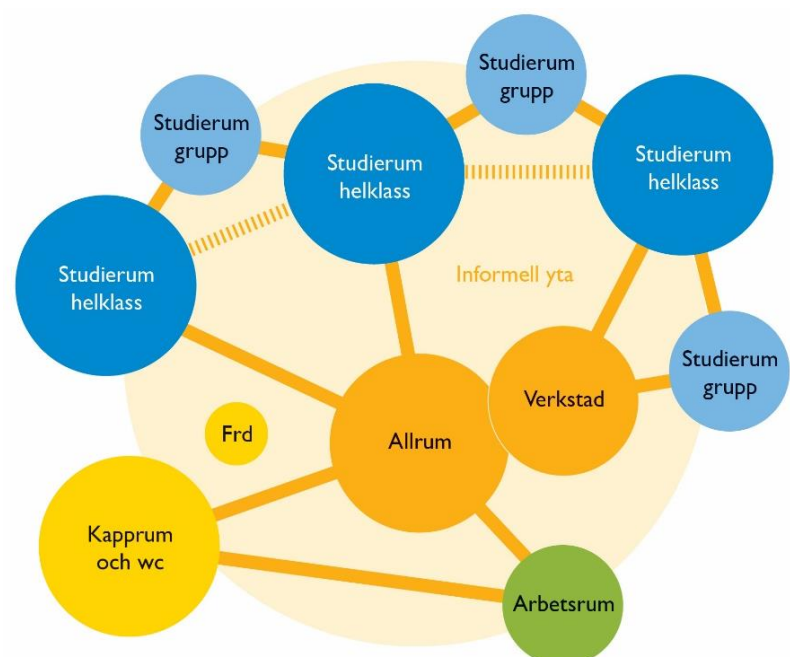 Studierum
grupp
Studierum
grupp
Studierum
helklass
Studierum
helklass
Studierum
helklass
Informell yta
Studierum
grupp
Verkstad
Frd
Allrum
Kapprum
och wc
Arbetsrum